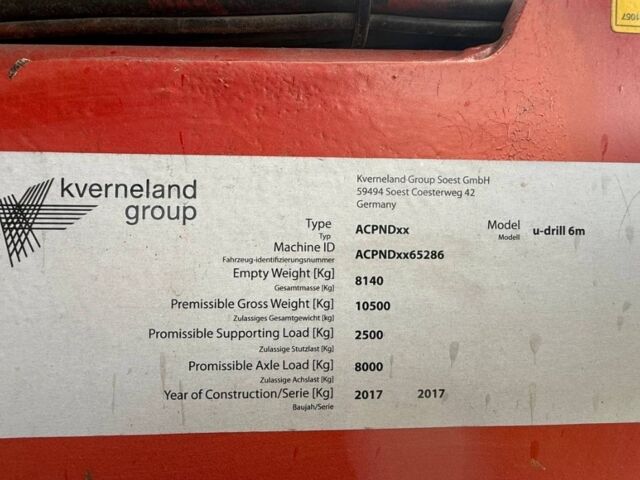 1067
kverneland
group
Kverneland Group Soest GmbH
59494 Soest Coesterweg 42
Germany
Type ACPNDxx Model u-drill 6m
Typ Modell
Machine ID ACPNDxx65286
Fahrzeug-identifizierungsnummer
Empty Weight [Kg] 8140
Gesamtmasse [Kg]
Premissible Gross Weight [Kg] 10500
Zulassiges Gesamtgewicht [kg]
Promissible Supporting Load [Kg] 2500
Zulassige Stutzlast [Kg]
Promissible Axle Load [Kg] 8000
Zulassige Achslast [Kg]
Year of Construction/Serie [Kg] 2017 2017
Baujah/Serie